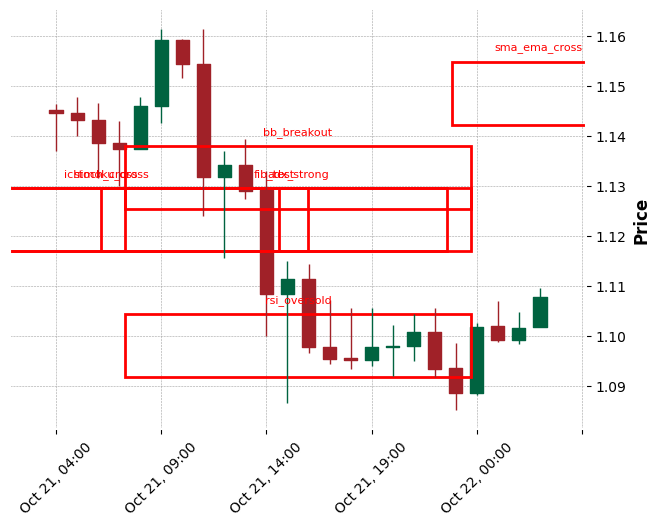 sma_ema_cross
bb_breakout
rsi_oversold
1.16
1.15
1.14
1.13
1.12
1.11
1.10
1.09
Price
Oct 21, 04:00
Oct 21, 09:00
Oct 21, 14:00
Oct 21, 19:00
Oct 22, 00:00